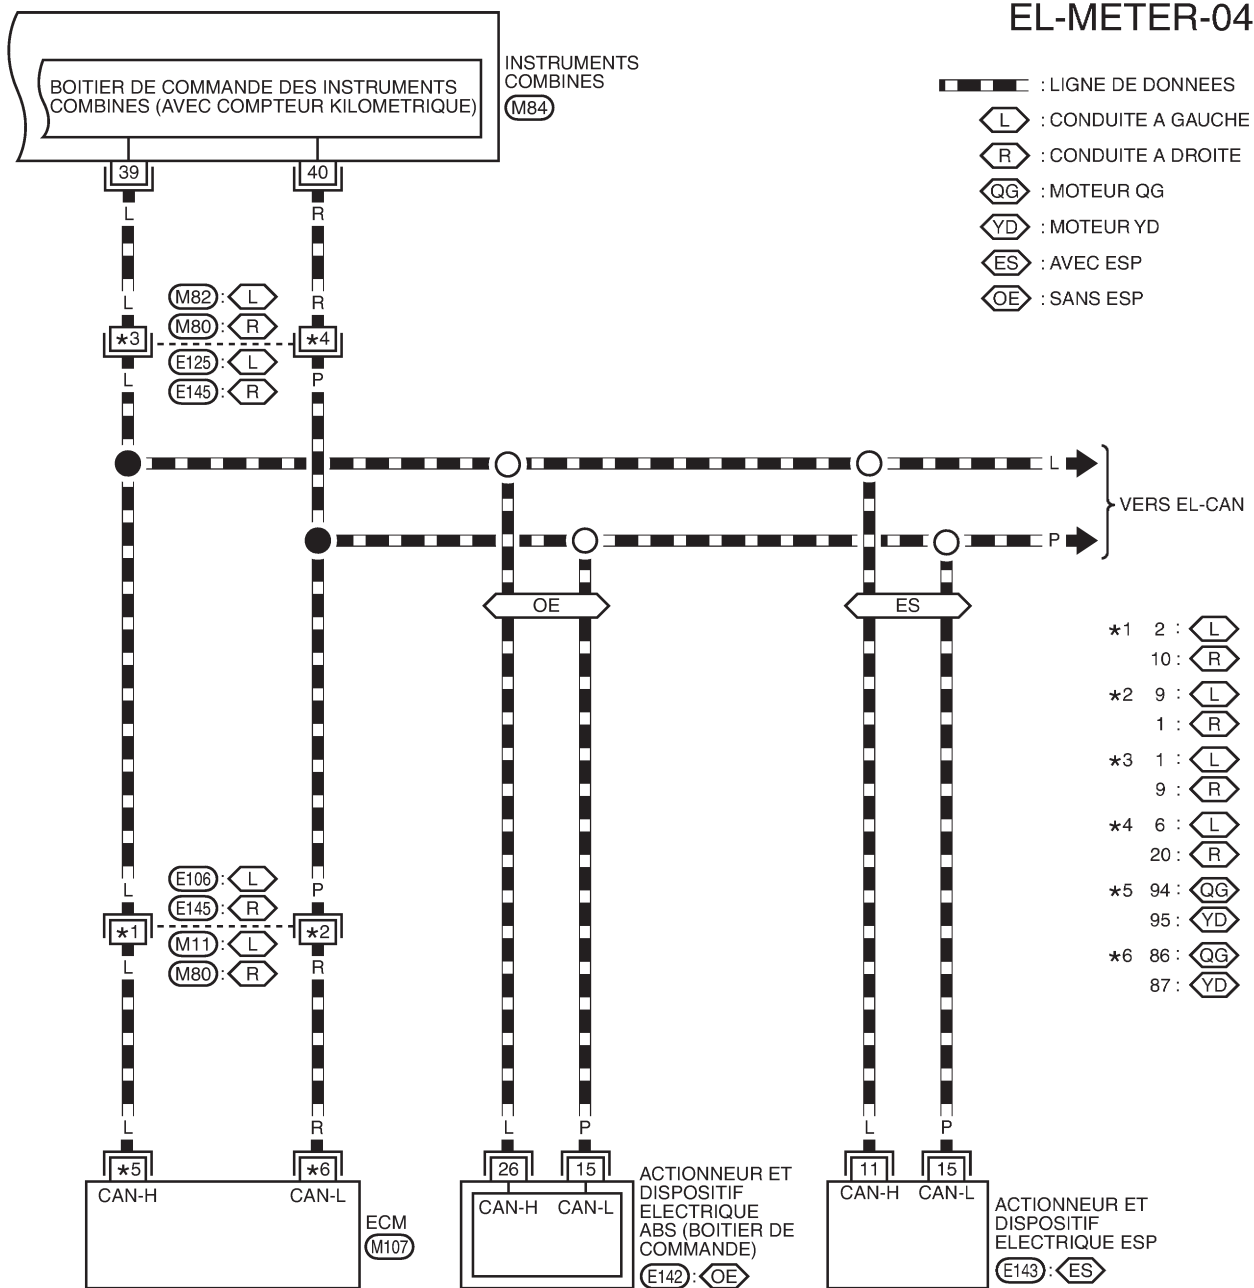 EL-METER-04
BOITIER DE COMMANDE DES INSTRUMENTS
COMBINES (AVEC COMPTEUR KILOMETRIQUE)
INSTRUMENTS
COMBINES
M84
: LIGNE DE DONNEES
L : CONDUITE A GAUCHE
R : CONDUITE A DROITE
QG : MOTEUR QG
YD : MOTEUR YD
ES : AVEC ESP
OE : SANS ESP
39 40
L R
L R
M82 : L
M80 : R
★3 ★4
E125 : L
E145 : R
L P
L
P
VERS EL-CAN
OE ES
★1 2 : L
10 : R
★2 9 : L
1 : R
★3 1 : L
9 : R
★4 6 : L
20 : R
★5 94 : QG
95 : YD
★6 86 : QG
87 : YD
E106 : L
E145 : R
L P
★1 ★2
M11 : L
M80 : R
L R
L R L P L P
★5 ★6 26 15 11 15
CAN-H CAN-L
ECM
M107
CAN-H CAN-L
ACTIONNEUR ET
DISPOSITIF
ELECTRIQUE
ABS (BOITIER DE
COMMANDE)
E142 : OE
CAN-H CAN-L
ACTIONNEUR ET
DISPOSITIF
ELECTRIQUE ESP
E143 : ES